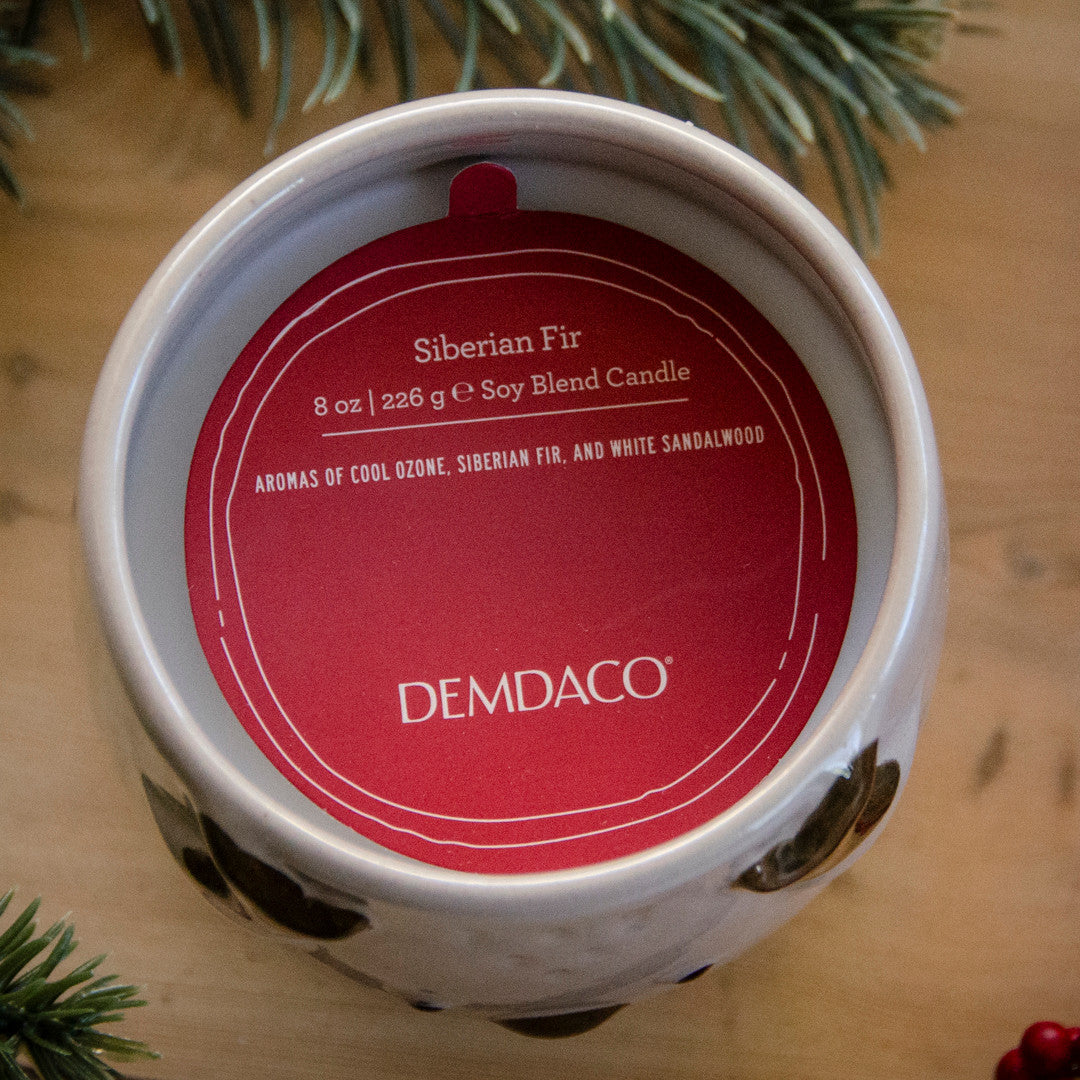 Siberian Fir
8 oz | 226 g ℮ Soy Blend Candle
AROMAS OF COOL OZONE, SIBERIAN FIR, AND WHITE SANDALWOOD
DEMDACO®